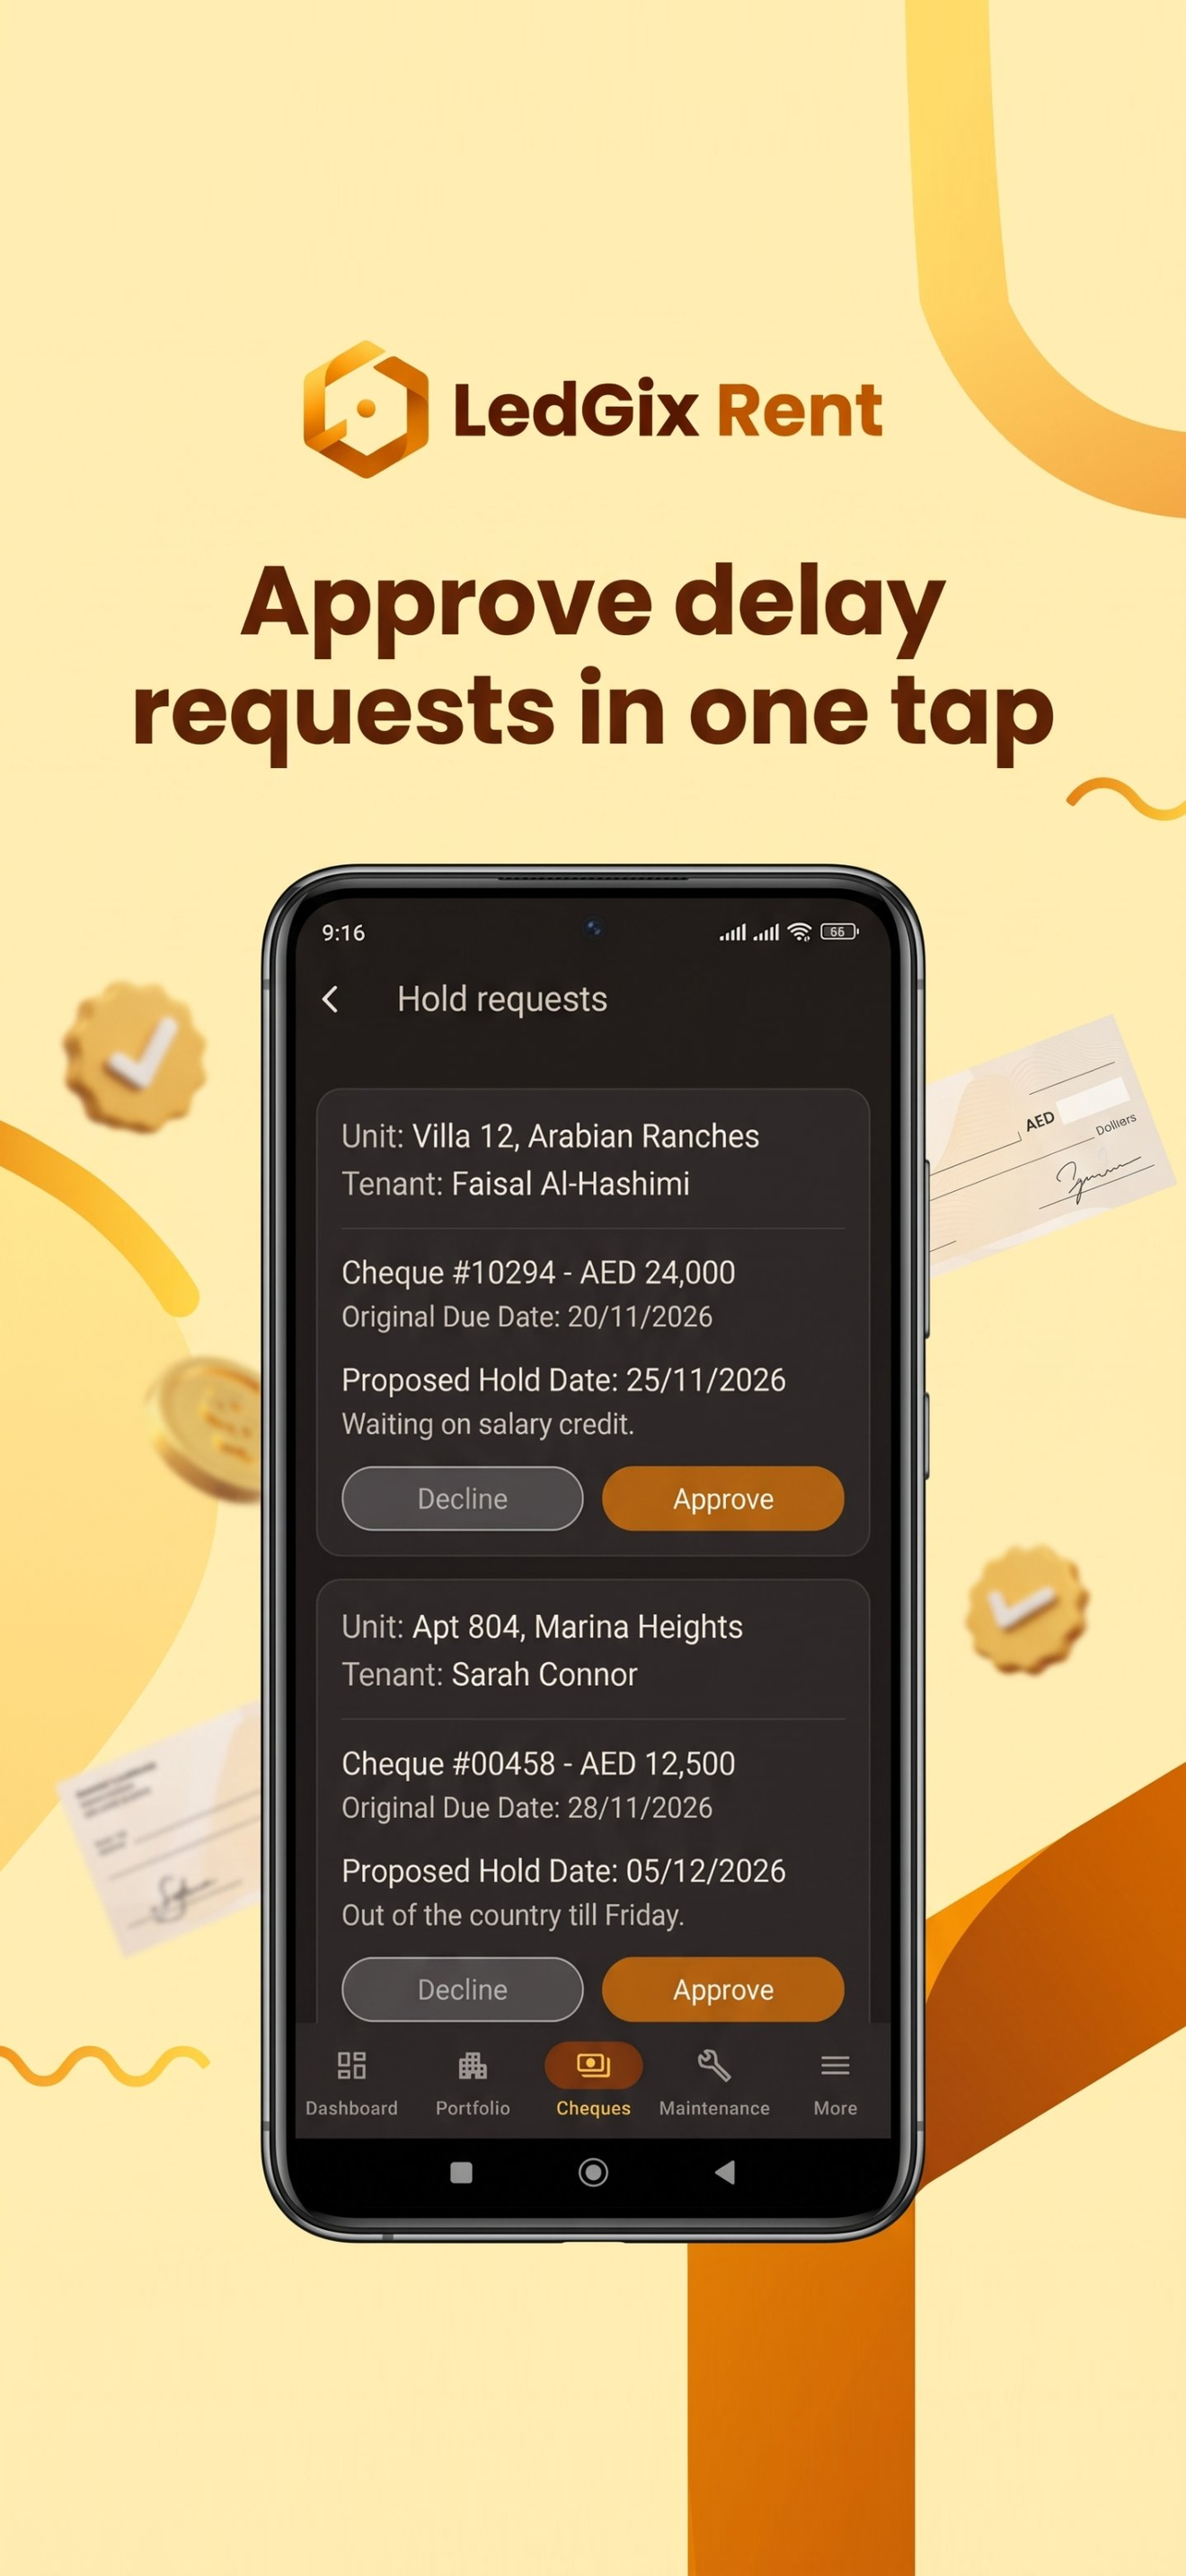 LedGix Rent
Approve delay
requests in one tap
9:16
66
Hold requests
Unit: Villa 12, Arabian Ranches
Tenant: Faisal Al-Hashimi
Cheque #10294 - AED 24,000
Original Due Date: 20/11/2026
Proposed Hold Date: 25/11/2026
Waiting on salary credit.
Decline
Approve
AED
Dolliers
Unit: Apt 804, Marina Heights
Tenant: Sarah Connor
Cheque #00458 - AED 12,500
Original Due Date: 28/11/2026
Proposed Hold Date: 05/12/2026
Out of the country till Friday.
Decline
Approve
Dashboard
Portfolio
Cheques
Maintenance
More